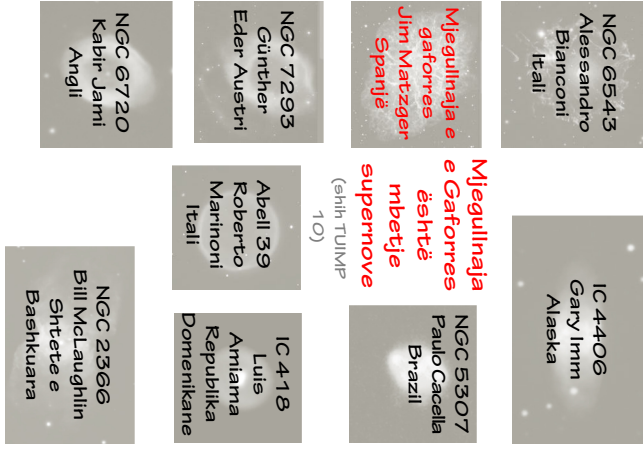 NGC 6543
Alessandro
Bianconi
Itali
IC 4406
Gary Imm
Alaska
Mjegullnaja e
gaforres
Jim Matzger
Spanjë
Mjegullnaja
e Gaforres
është
mbetje
supernove
(shih TUIMP
10)
NGC 5307
Paulo Cacella
Brazil
NGC 7293
Günther
Eder Austri
Abell 39
Roberto
Marinoni
Itali
IC 418
Luis
Amiama
Republika
Domenikane
NGC 6720
Kabir Jami
Angli
NGC 2366
Bill McLaughlin
Shtete e
Bashkuara